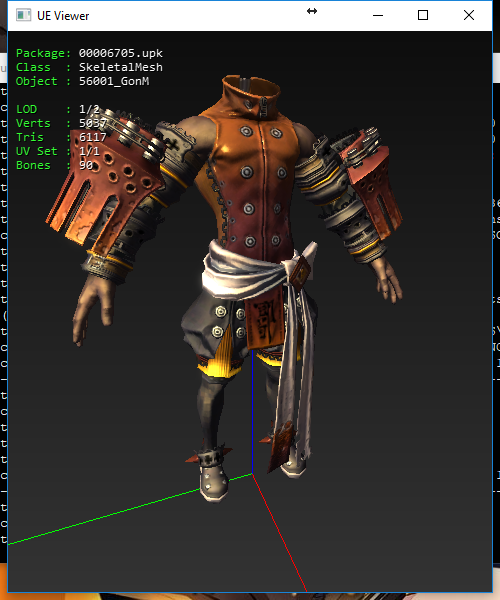 UE Viewer
Package: 00006705.upk
Class : SkeletalMesh
Object : 56001_GonM
LOD : 1/2
Verts : 5037
Tris : 6117
UV Set : 1/1
Bones : 90